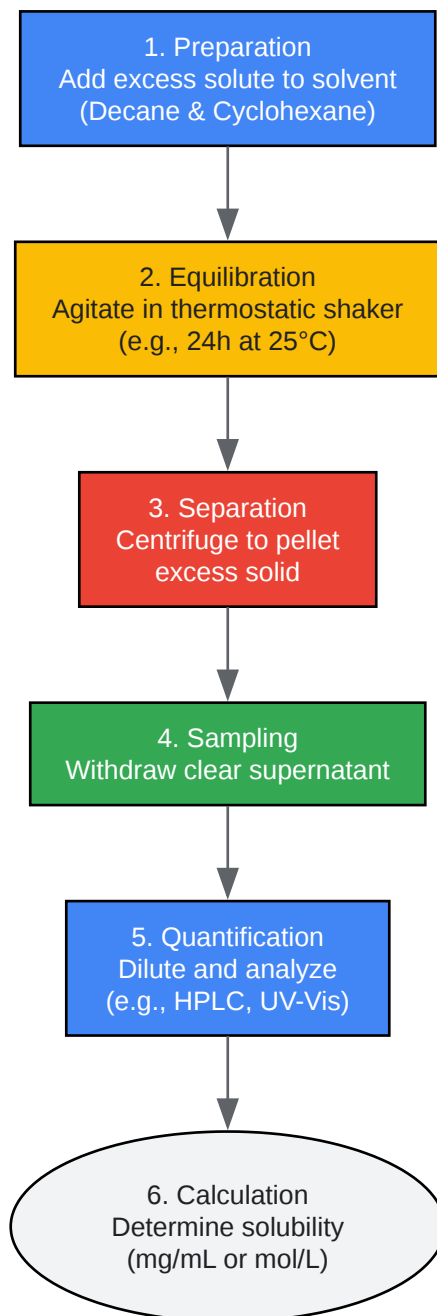 1. Preparation
Add excess solute to solvent
(Decane & Cyclohexane)
2. Equilibration
Agitate in thermostatic shaker
(e.g., 24h at 25°C)
3. Separation
Centrifuge to pellet
excess solid
4. Sampling
Withdraw clear supernatant
5. Quantification
Dilute and analyze
(e.g., HPLC, UV-Vis)
6. Calculation
Determine solubility
(mg/mL or mol/L)